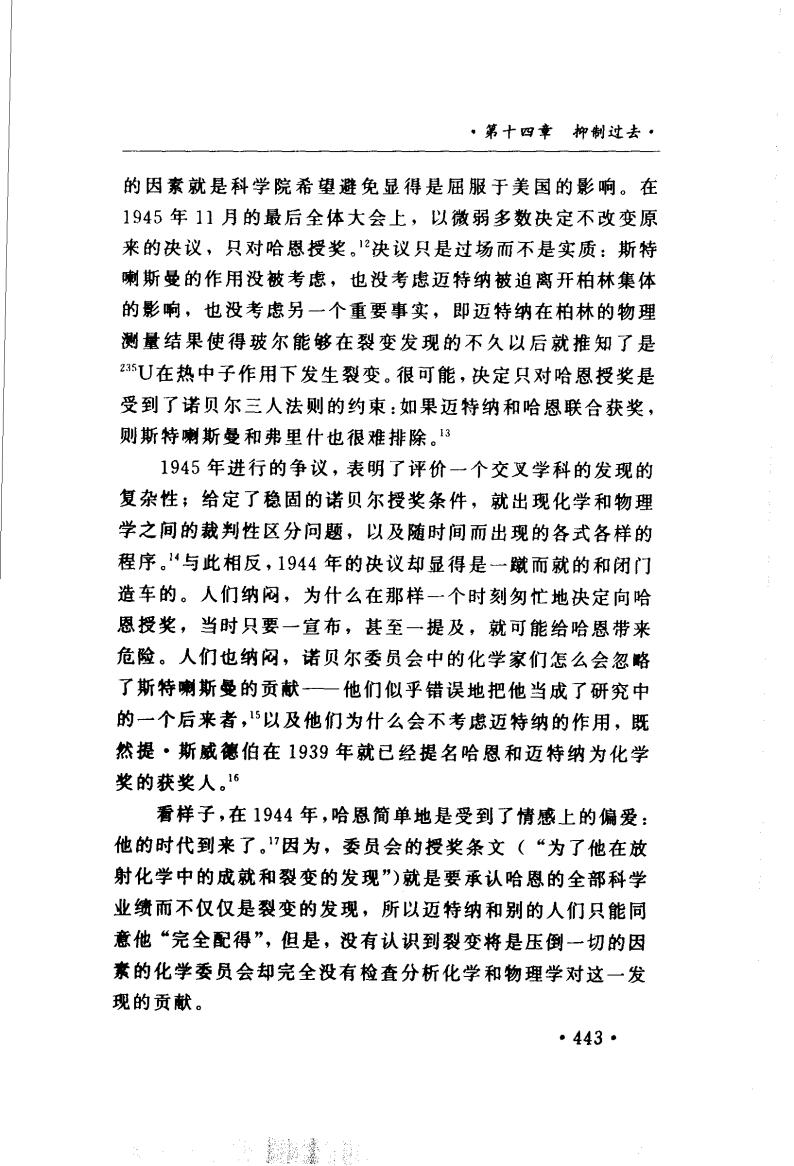 ·第十四章 抑制过去·
的因素就是科学院希望避免显得是屈服于美国的影响。在
1945 年 11 月的最后全体大会上，以微弱多数决定不改变原
来的决议，只对哈恩授奖。¹²决议只是过场而不是实质：斯特
喇斯曼的作用没被考虑，也没考虑迈特纳被迫离开柏林集体
的影响，也没考虑另一个重要事实，即迈特纳在柏林的物理
测量结果使得玻尔能够在裂变发现的不久以后就推知了是
²³⁵U在热中子作用下发生裂变。很可能，决定只对哈恩授奖是
受到了诺贝尔三人法则的约束：如果迈特纳和哈恩联合获奖，
则斯特喇斯曼和弗里什也很难排除。¹³
1945 年进行的争议，表明了评价一个交叉学科的发现的
复杂性；给定了稳固的诺贝尔授奖条件，就出现化学和物理
学之间的裁判性区分问题，以及随时间而出现的各式各样的
程序。¹⁴与此相反，1944 年的决议却显得是一蹴而就的和闭门
造车的。人们纳闷，为什么在那样一个时刻匆忙地决定向哈
恩授奖，当时只要一宣布，甚至一提及，就可能给哈恩带来
危险。人们也纳闷，诺贝尔委员会中的化学家们怎么会忽略
了斯特喇斯曼的贡献——他们似乎错误地把他当成了研究中
的一个后来者，¹⁵以及他们为什么会不考虑迈特纳的作用，既
然提·斯威德伯在 1939 年就已经提名哈恩和迈特纳为化学
奖的获奖人。¹⁶
看样子，在 1944 年，哈恩简单地是受到了情感上的偏爱：
他的时代到来了。¹⁷因为，委员会的授奖条文（“为了他在放
射化学中的成就和裂变的发现”）就是要承认哈恩的全部科学
业绩而不仅仅是裂变的发现，所以迈特纳和别的人们只能同
意他“完全配得”，但是，没有认识到裂变将是压倒一切的因
素的化学委员会却完全没有检查分析化学和物理学对这一发
现的贡献。
·443·